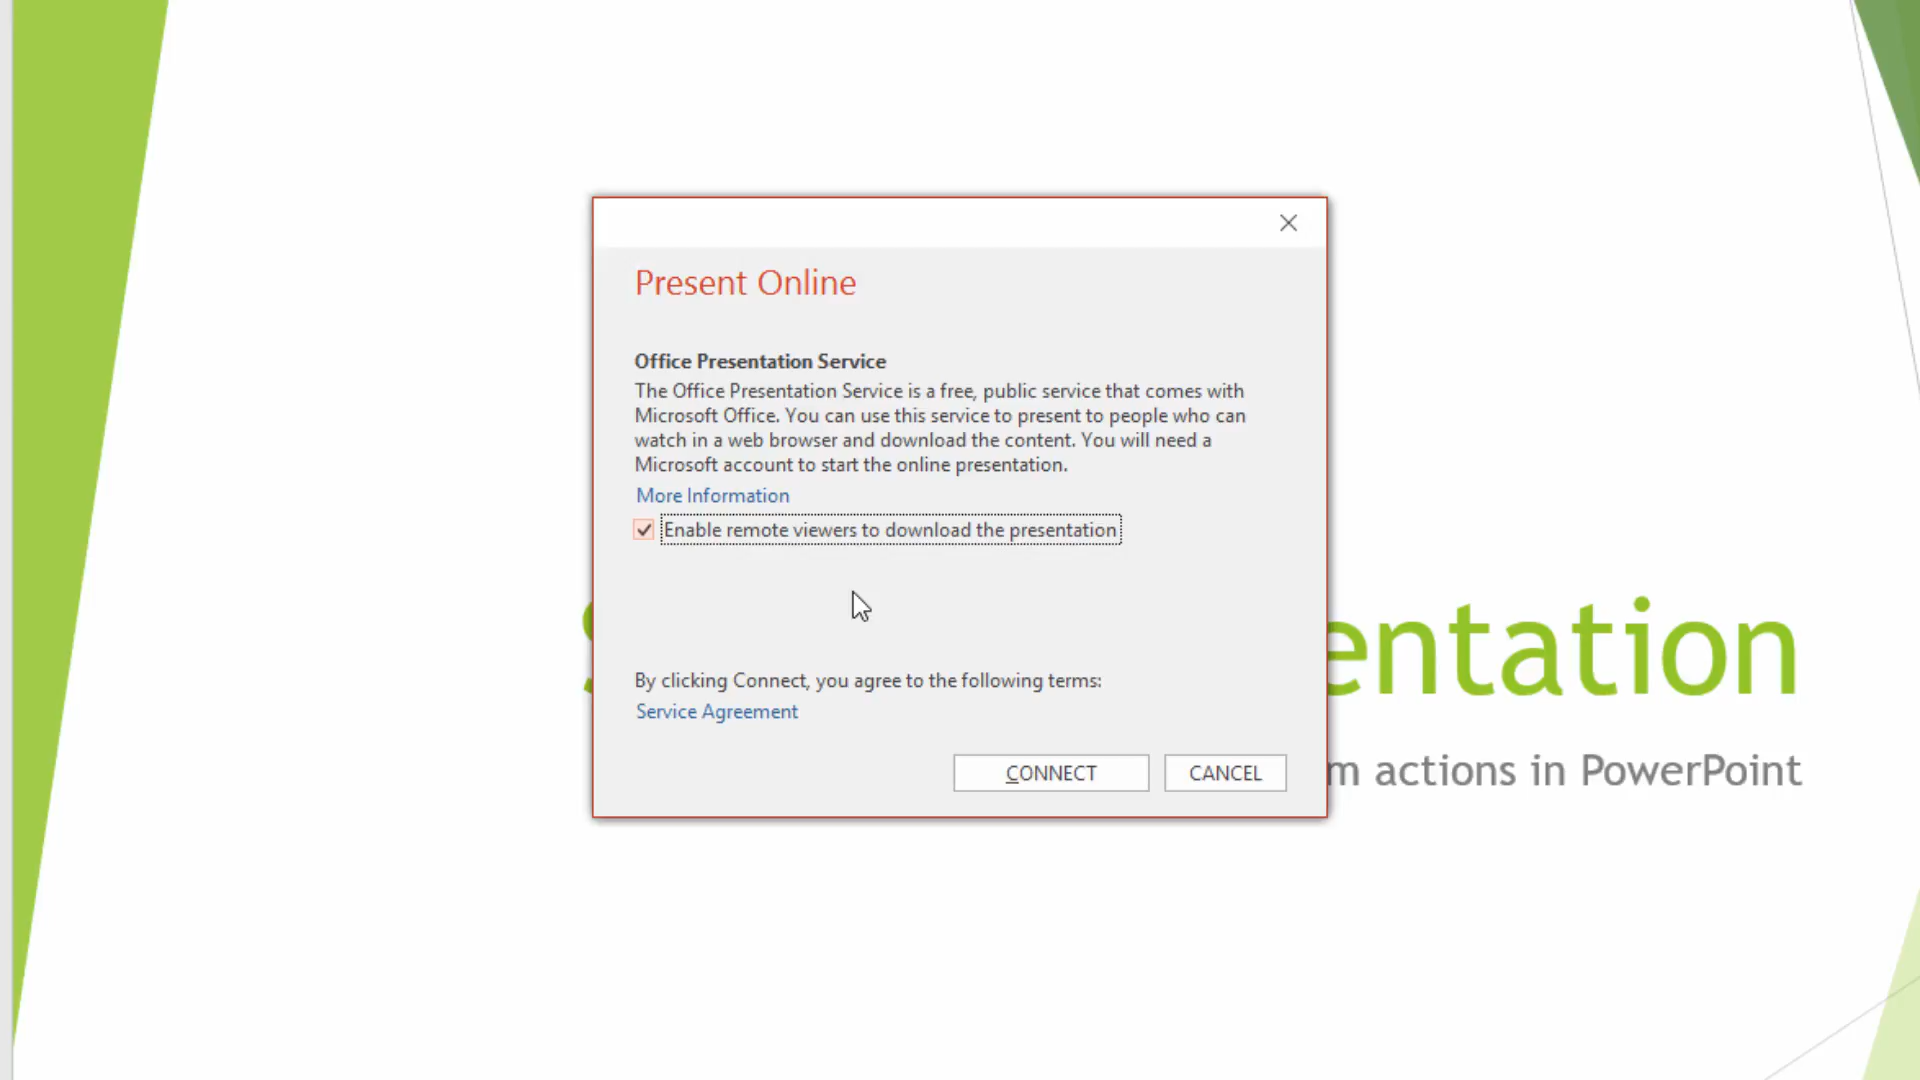 Present Online
Office Presentation Service
The Office Presentation Service is a free, public service that comes with
Microsoft Office. You can use this service to present to people who can
watch in a web browser and download the content. You will need a
Microsoft account to start the online presentation.
More Information
Enable remote viewers to download the presentation
entation
By clicking Connect, you agree to the following terms:
Service Agreement
CONNECT CANCEL
m actions in PowerPoint